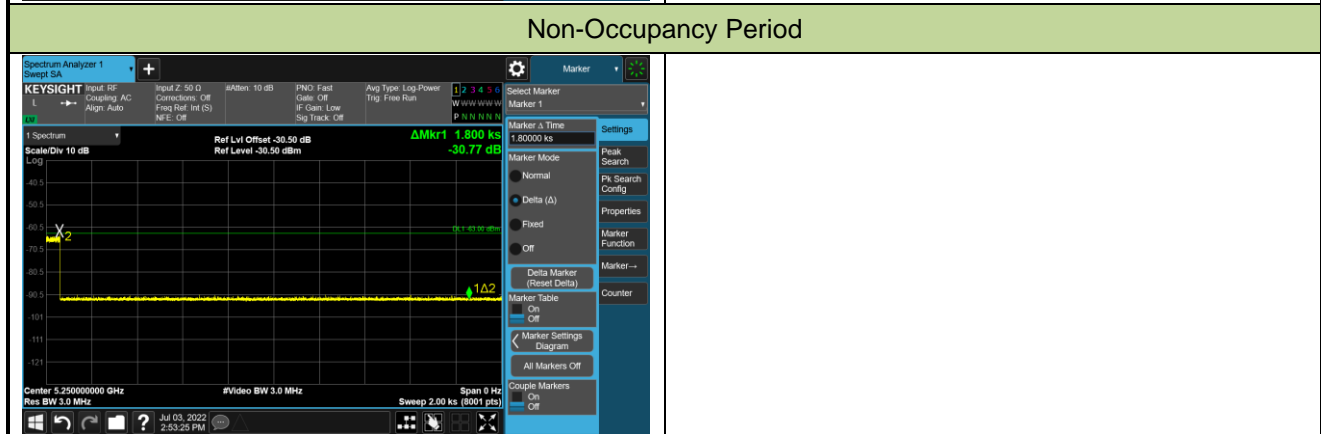 Non-Occupancy Period
Spectrum Analyzer 1
Swept SA
Marker
KEYSIGHT
L
Input: RF
Coupling: AC
Align: Auto
Input Z: 50 Ω
Corrections: Off
Freq Ref: Int (S)
NFE: Off
#Atten: 10 dB
PNO: Fast
Gate: Off
IF Gain: Low
Sig Track: Off
Avg Type: Log-Power
Trig: Free Run
1 2 3 4 5 6
W W W W W W
P N N N N N
Select Marker
Marker 1
1 Spectrum
Scale/Div 10 dB
Log
Ref Lvl Offset -30.50 dB
Ref Level -30.50 dBm
ΔMkr1 1.800 ks
-30.77 dB
Marker Δ Time
1.80000 ks
Marker Mode
Normal
Delta (Δ)
Fixed
Off
Delta Marker
(Reset Delta)
Marker Table
On
Off
Marker Settings
Diagram
All Markers Off
Couple Markers
On
Off
Settings
Peak
Search
Pk Search
Config
Properties
Marker
Function
Marker→
Counter
-40.5
-50.5
-60.5
-70.5
-80.5
-90.5
-101
-111
-121
X2
1Δ2
Center 5.250000000 GHz
Res BW 3.0 MHz
#Video BW 3.0 MHz
Span 0 Hz
Sweep 2.00 ks (8001 pts)
?
Jul 03, 2022
2:53:25 PM